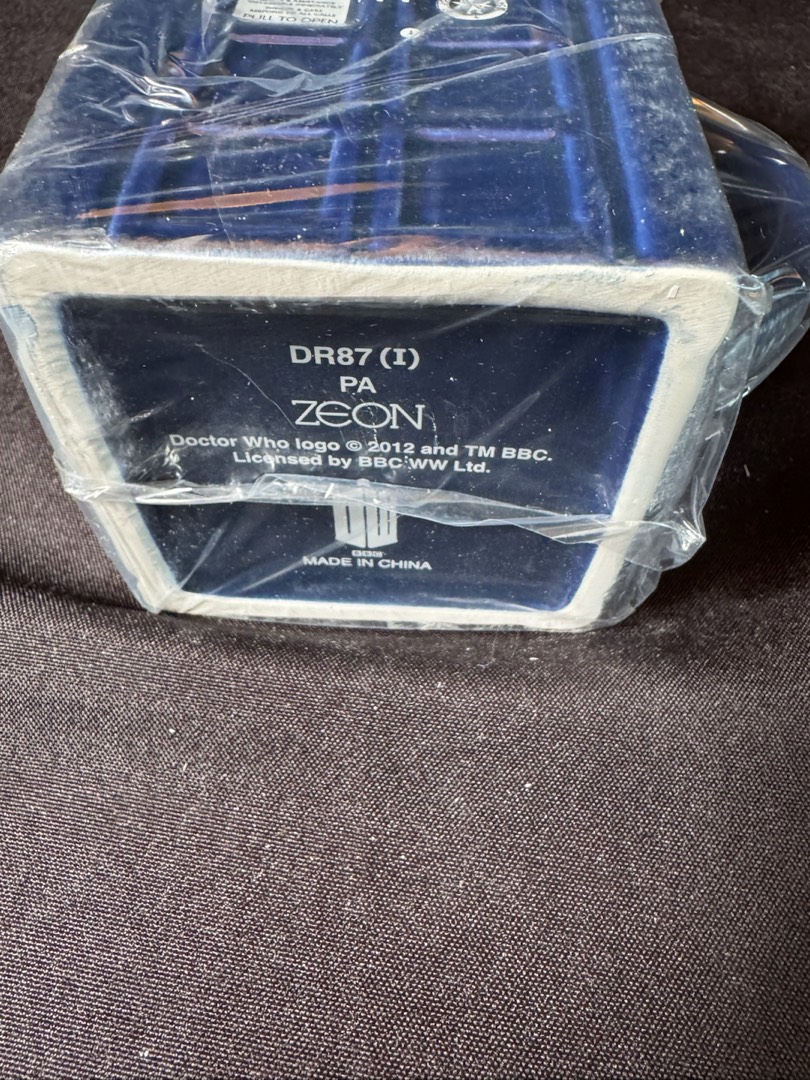 PULL TO OPEN
DR87 (I)
PA
ZEON
Doctor Who logo © 2012 and TM BBC.
Licensed by BBC WW Ltd.
DW
BBC
MADE IN CHINA